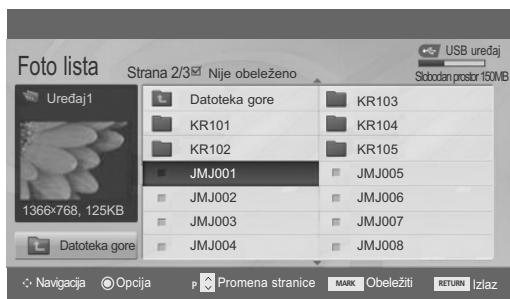 USB uređaj
Foto lista
Strana 2/3 Nije obeleženo
Slobodan prostor 150MB
Uređaj1
Datoteka gore
KR103
KR101
KR104
KR102
KR105
JMJ001
JMJ005
JMJ002
JMJ006
JMJ003
JMJ007
JMJ004
JMJ008
1366x768, 125KB
Datoteka gore
Navigacija Opcija P Promena stranice MARK Obeležiti RETURN Izlaz